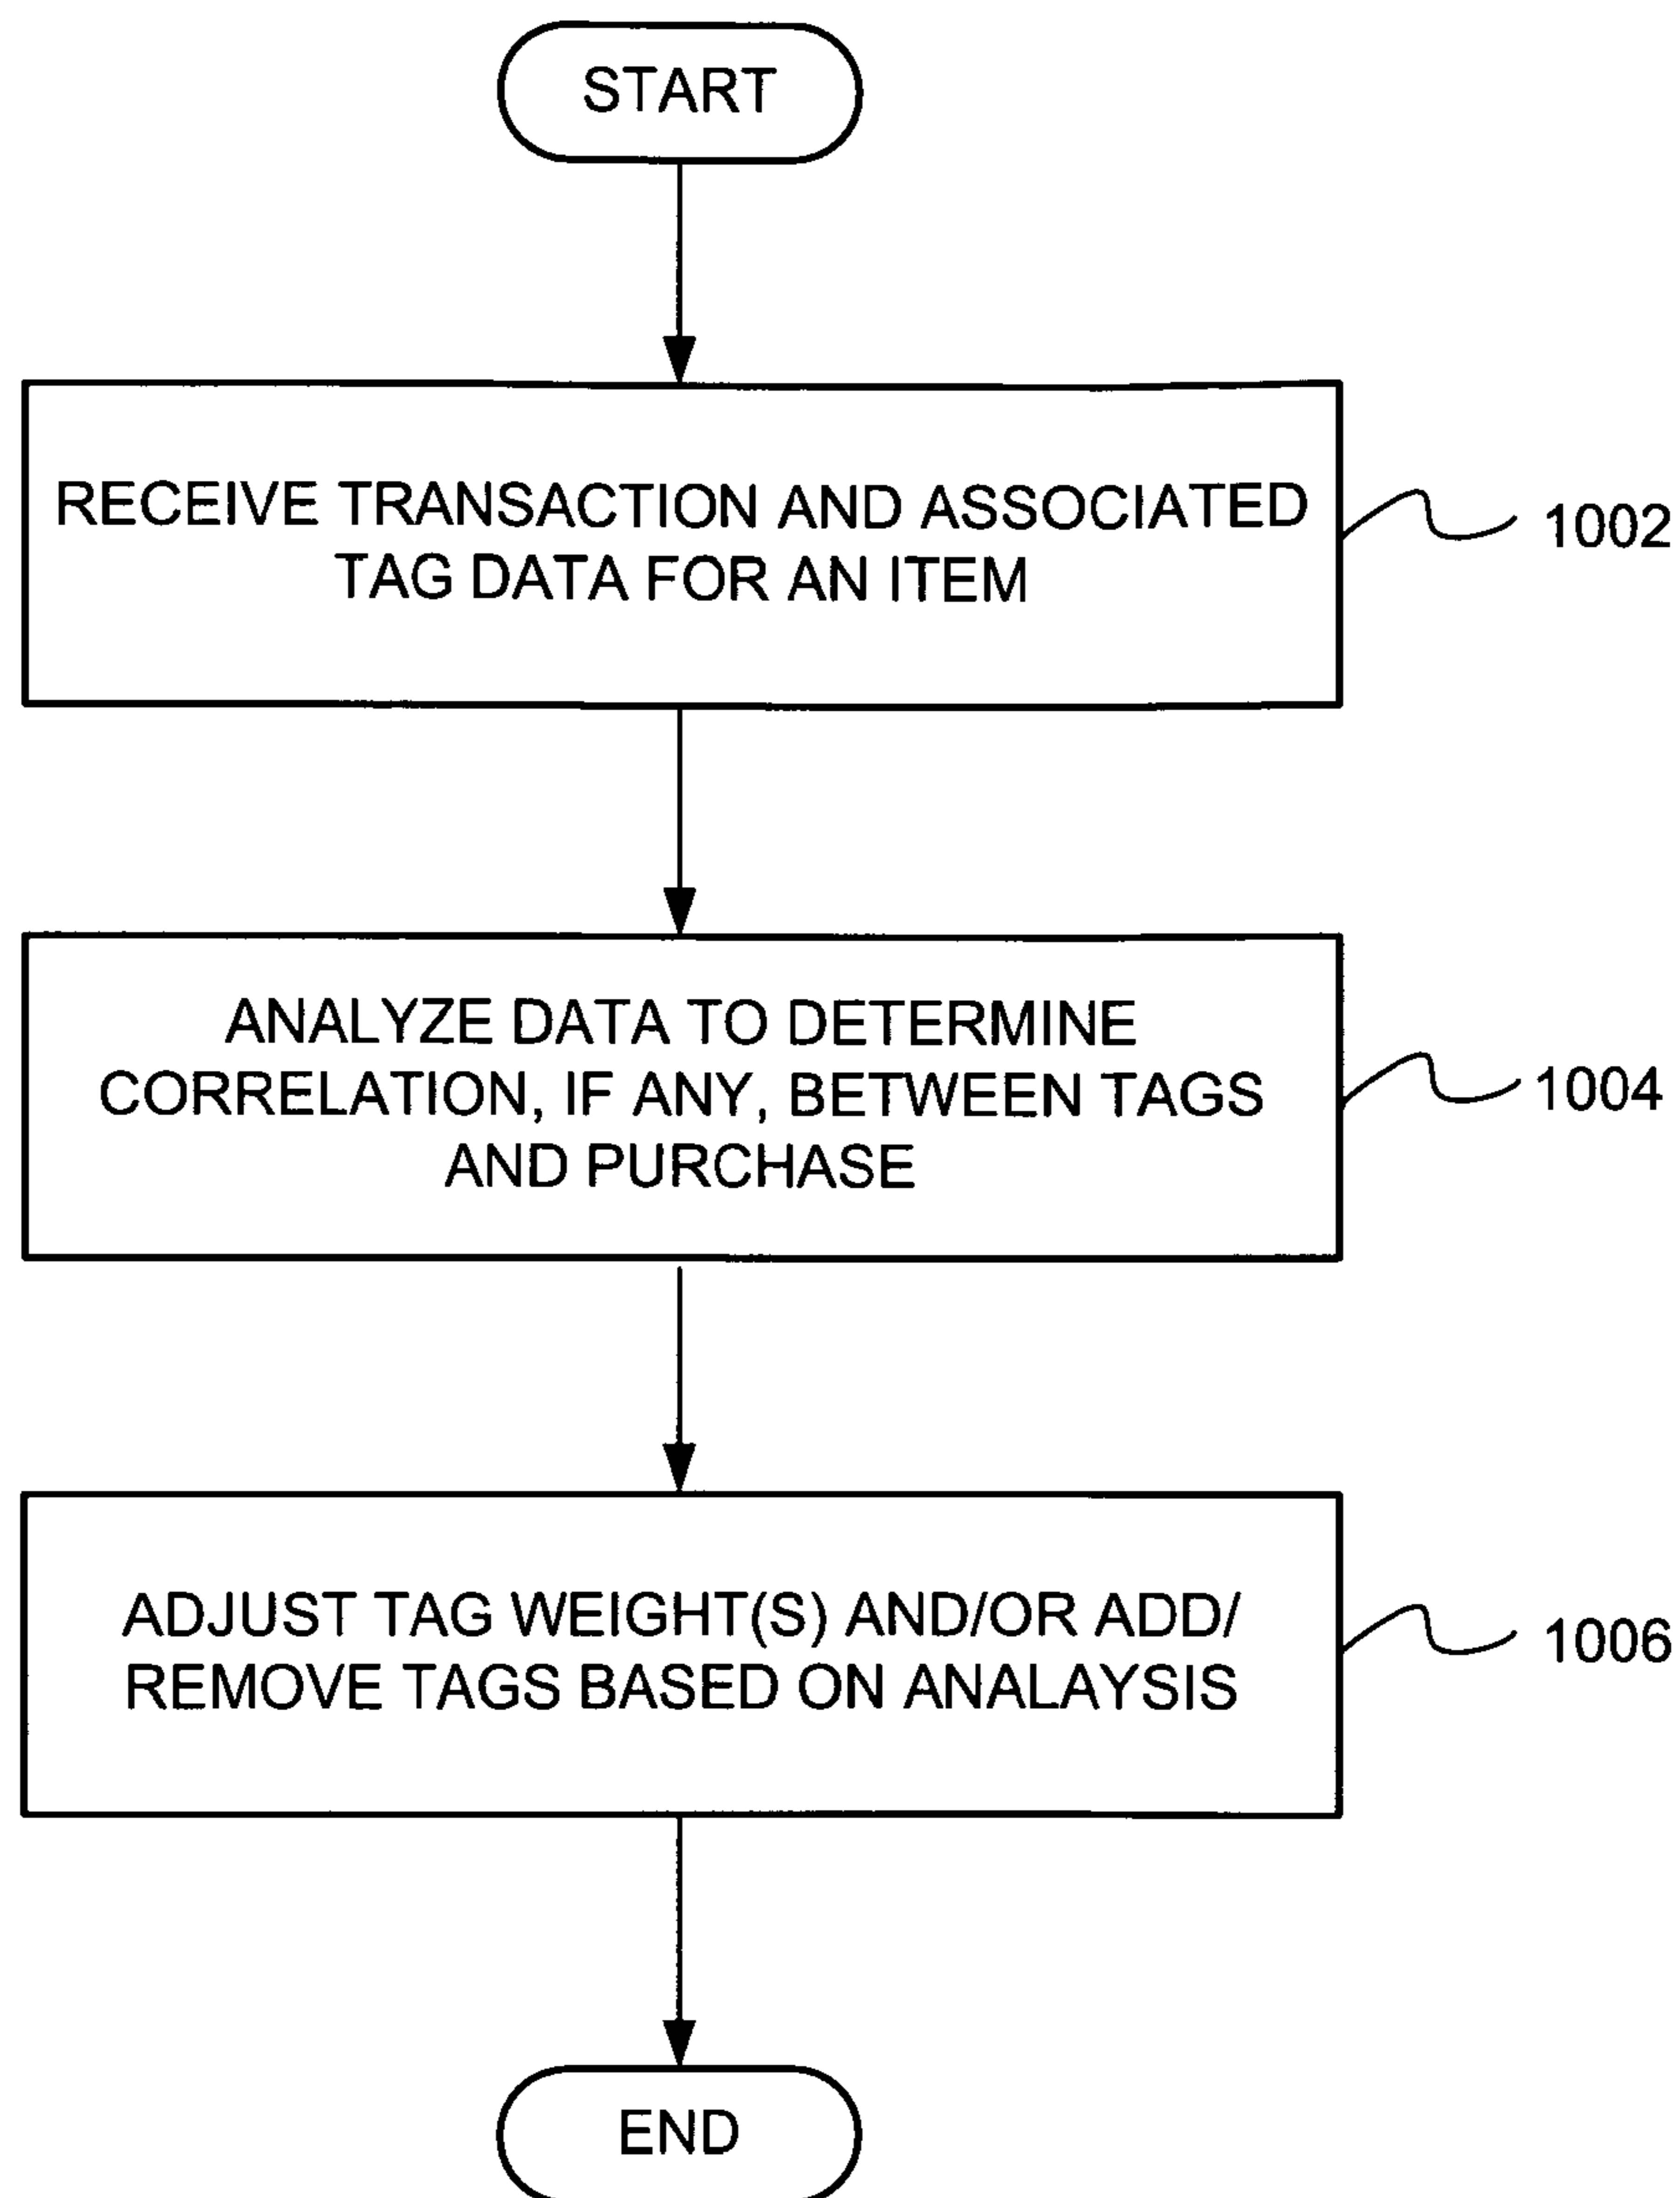 START
RECEIVE TRANSACTION AND ASSOCIATED
TAG DATA FOR AN ITEM
1002
ANALYZE DATA TO DETERMINE
CORRELATION, IF ANY, BETWEEN TAGS
AND PURCHASE
1004
ADJUST TAG WEIGHT(S) AND/OR ADD/
REMOVE TAGS BASED ON ANALAYSIS
1006
END